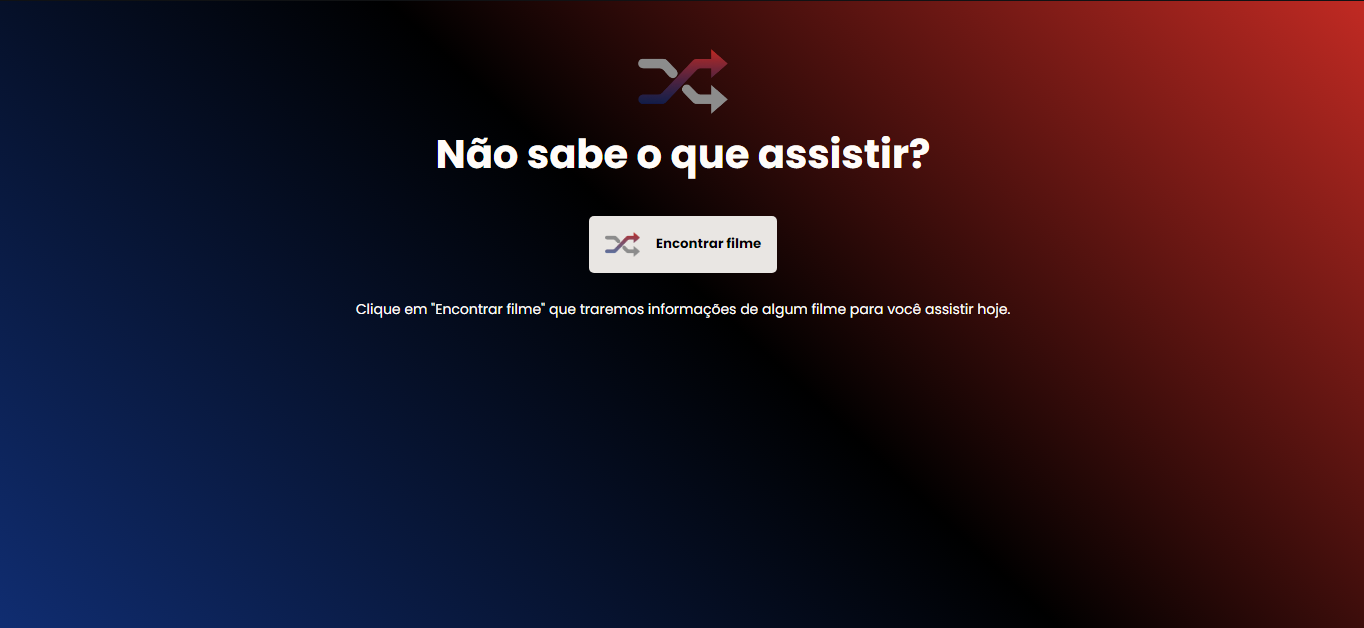 Não sabe o que assistir?
Encontrar filme
Clique em "Encontrar filme" que traremos informações de algum filme para você assistir hoje.